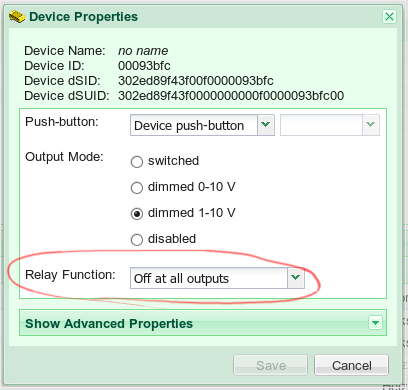 Device Properties
Device Name: no name
Device ID: 00093bfc
Device dSID: 302ed89f43f00f0000093bfc
Device dSUID: 302ed89f43f0000000000f0000093bfc00
Push-button: Device push-button
Output Mode: switched
dimmed 0-10 V
dimmed 1-10 V
disabled
Relay Function: Off at all outputs
Show Advanced Properties
Save Cancel